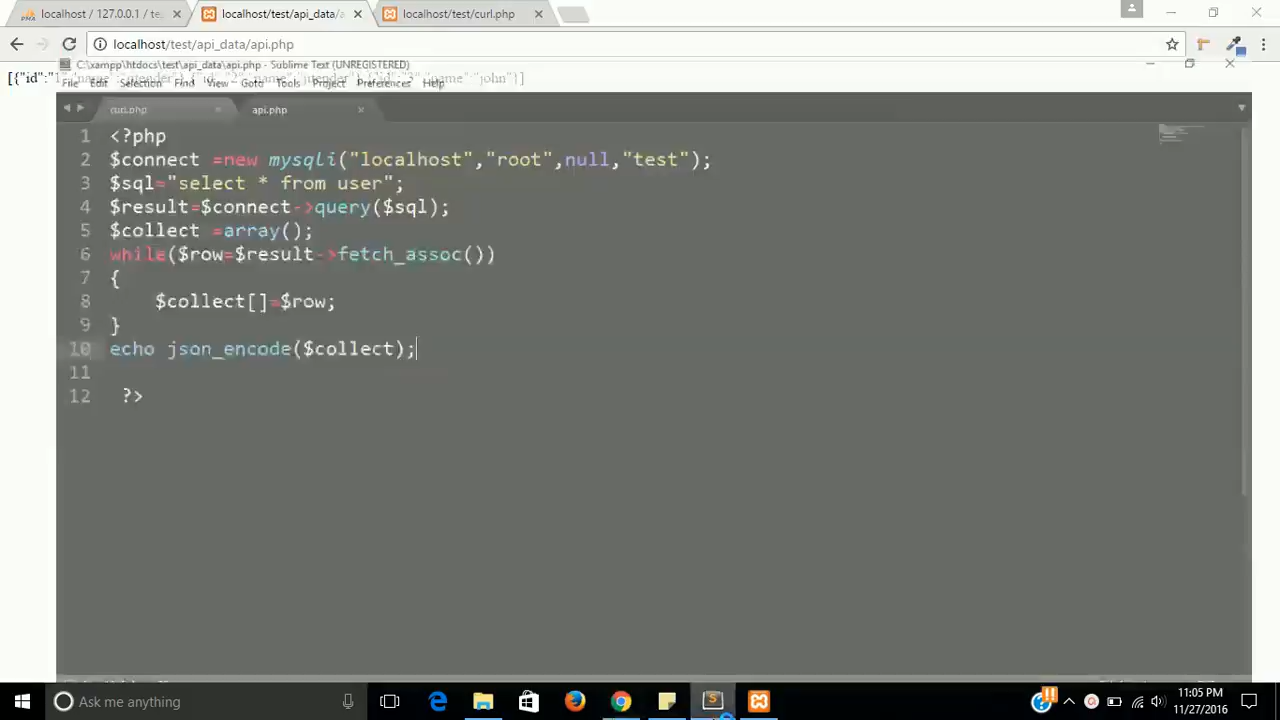 localhost / 127.0.0.1 / te
localhost/test/api_data/a
localhost/test/curl.php
localhost/test/api_data/api.php
C:\xampp\htdocs\test\api_data\api.php - Sublime Text (UNREGISTERED)
[{"id":" "name":"john"}]
File Edit Selection Find View Goto Tools Project Preferences Help
curl.php api.php
1 <?php
2 $connect =new mysqli("localhost","root",null,"test");
3 $sql="select * from user";
4 $result=$connect->query($sql);
5 $collect =array();
6 while($row=$result->fetch_assoc())
7 {
8 $collect[]=$row;
9 }
10 echo json_encode($collect);
11
12 ?>
Ask me anything
11:05 PM
11/27/2016